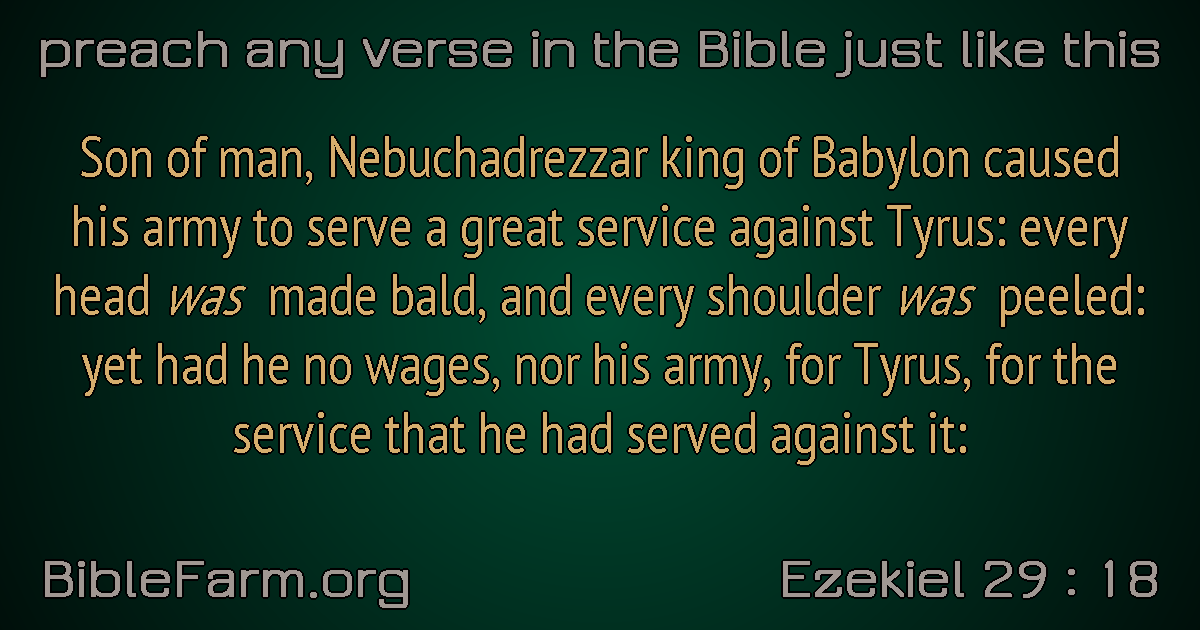 preach any verse in the Bible just like this
Son of man, Nebuchadrezzar king of Babylon caused
his army to serve a great service against Tyrus: every
head was made bald, and every shoulder was peeled:
yet had he no wages, nor his army, for Tyrus, for the
service that he had served against it:
BibleFarm.org
Ezekiel 29 : 18